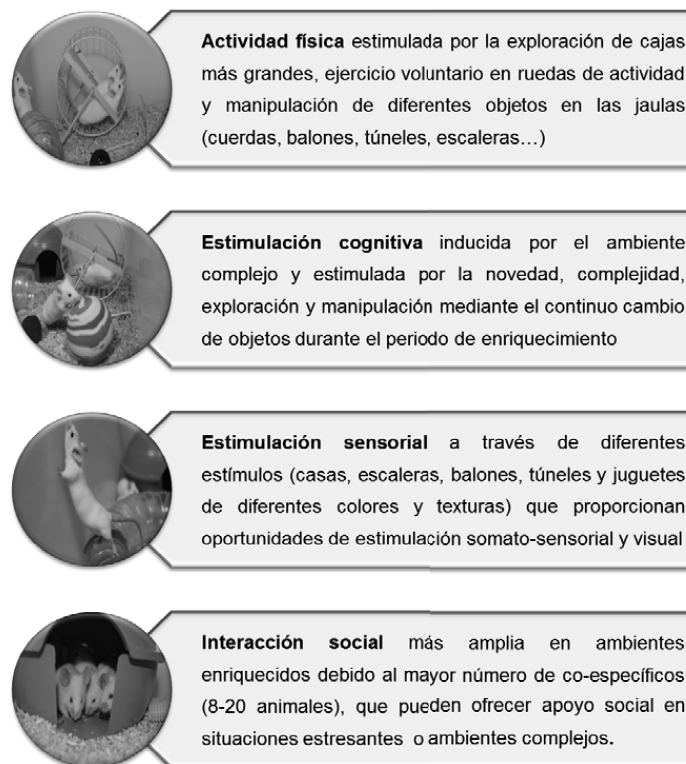 Actividad física estimulada por la exploración de cajas
más grandes, ejercicio voluntario en ruedas de actividad
y manipulación de diferentes objetos en las jaulas
(cuerdas, balones, túneles, escaleras…)
Estimulación cognitiva inducida por el ambiente
complejo y estimulada por la novedad, complejidad,
exploración y manipulación mediante el continuo cambio
de objetos durante el periodo de enriquecimiento
Estimulación sensorial a través de diferentes
estímulos (casas, escaleras, balones, túneles y juguetes
de diferentes colores y texturas) que proporcionan
oportunidades de estimulación somato-sensorial y visual
Interacción social más amplia en ambientes
enriquecidos debido al mayor número de co-específicos
(8-20 animales), que pueden ofrecer apoyo social en
situaciones estresantes o ambientes complejos.